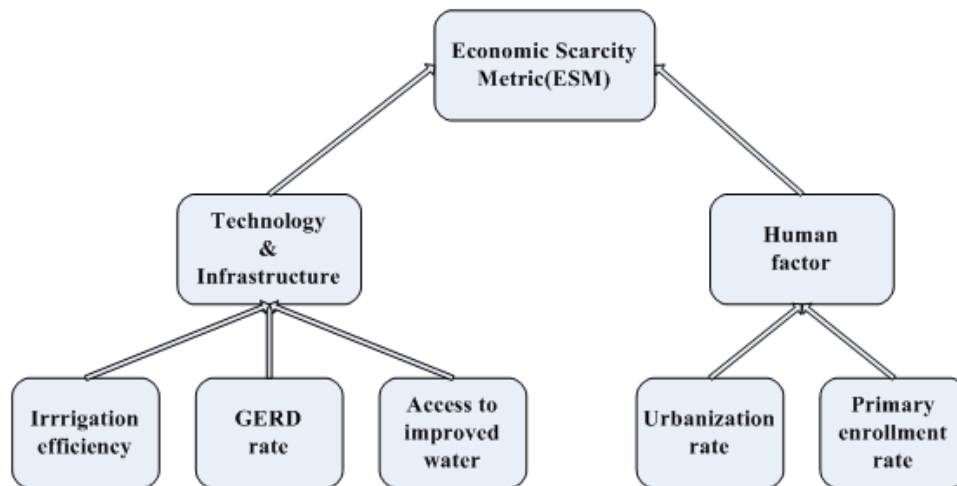 Economic Scarcity
Metric(ESM)
Technology
&
Infrastructure
Human
factor
Irrrigation
efficiency
GERD
rate
Access to
improved
water
Urbanization
rate
Primary
enrollment
rate